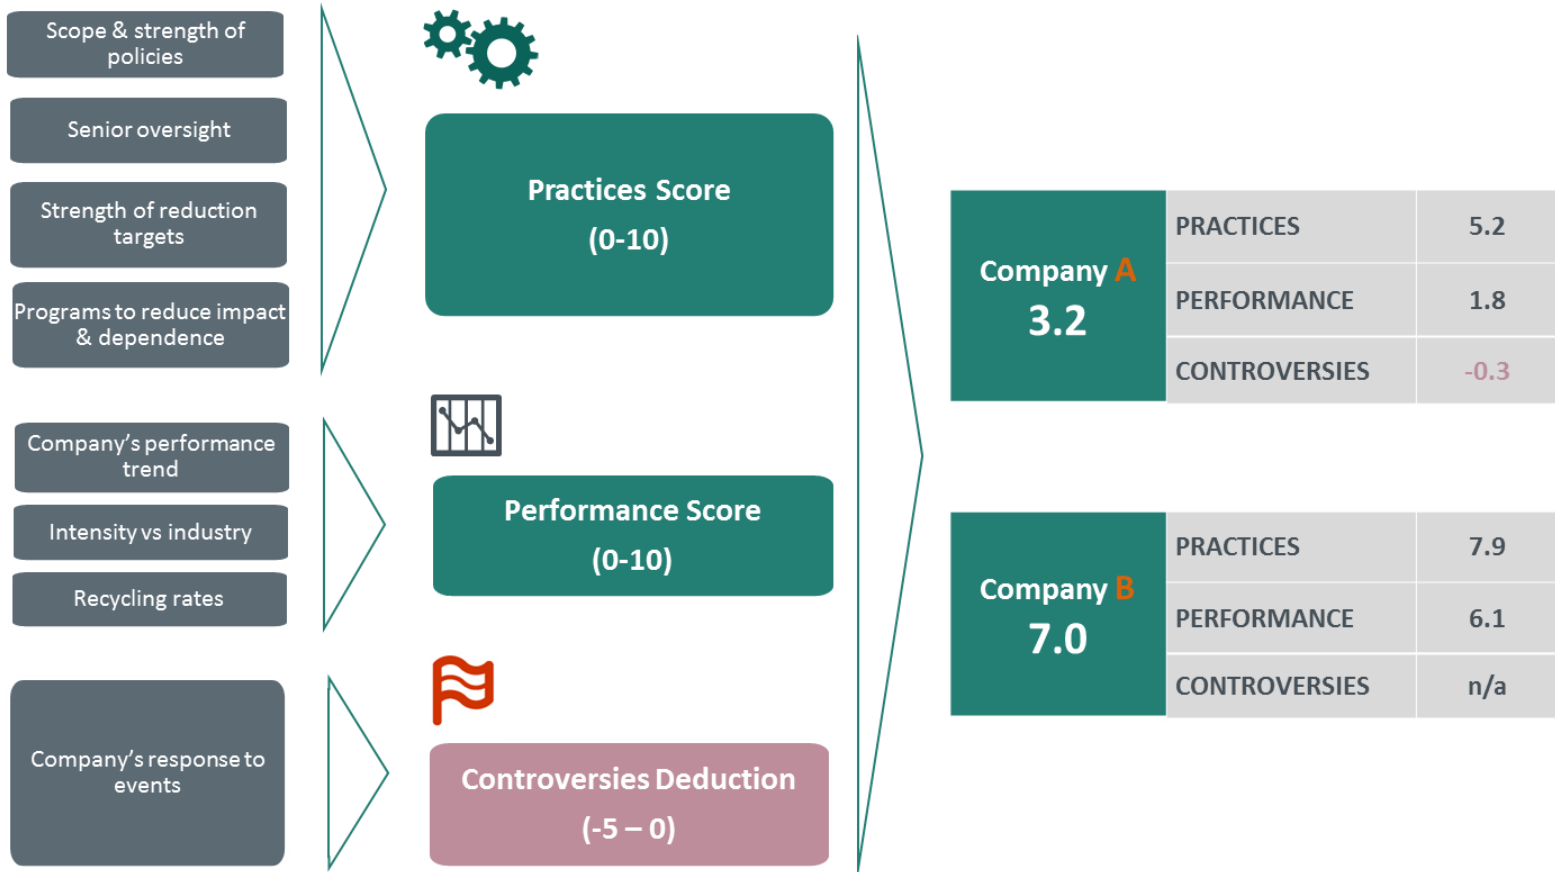 Scope & strength of
policies
Senior oversight
Strength of reduction
targets
Programs to reduce impact
& dependence
Practices Score
(0-10)
Company's performance
trend
Intensity vs industry
Recycling rates
Performance Score
(0-10)
Company’s response to
events
Controversies Deduction
(-5 – 0)
Company A
3.2
PRACTICES 5.2
PERFORMANCE 1.8
CONTROVERSIES -0.3
Company B
7.0
PRACTICES 7.9
PERFORMANCE 6.1
CONTROVERSIES n/a